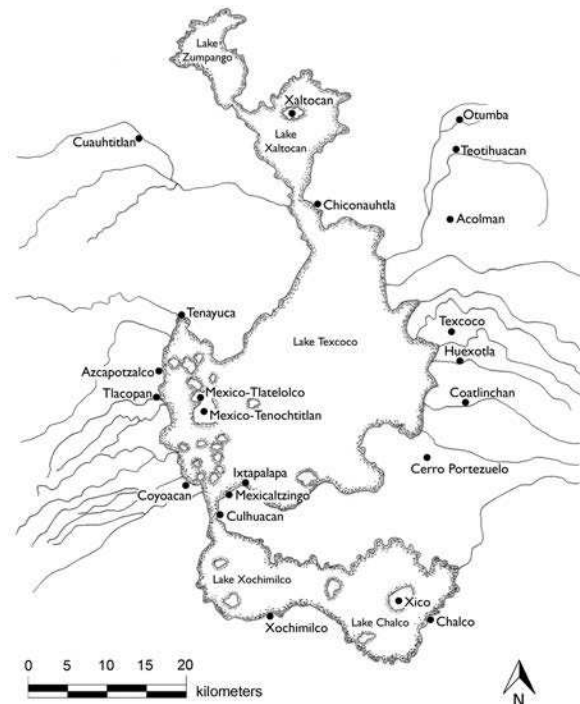 Lake
Zumpango
Xaltocan
Lake
Xaltocan
Cuauhtitlan
Otumba
Teotihuacan
Chiconauhtla
Acolman
Tenayuca
Texcoco
Lake Texcoco
Huexotla
Azcapotzalco
Tlacopan
Mexico-Tlatelolco
Mexico-Tenochtitlan
Coatlinchan
Ixtapalapa
Cerro Portezuelo
Coyoacan
Mexicaltzingo
Culhuacan
Lake Xochimilco
Xico
Xochimilco
Lake Chalco
Chalco
0 5 10 15 20
kilometers
N